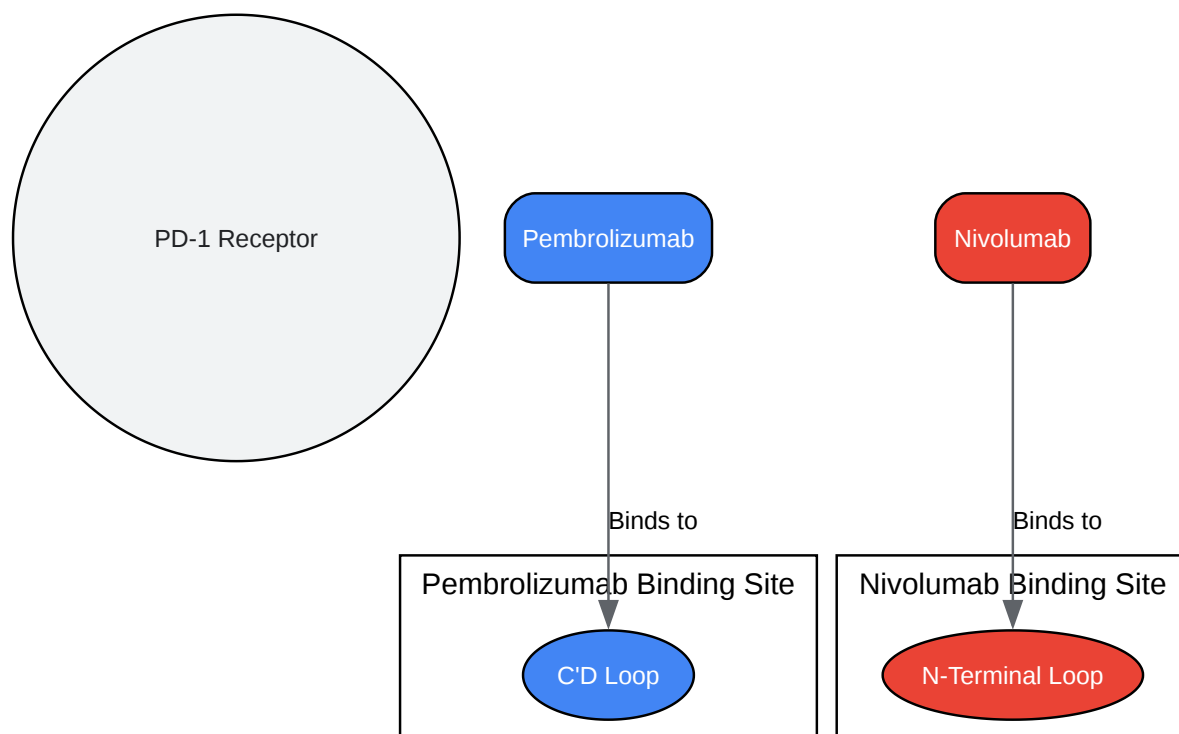 PD-1 Receptor
Pembrolizumab
Nivolumab
Binds to
Binds to
Pembrolizumab Binding Site
Nivolumab Binding Site
C'D Loop
N-Terminal Loop